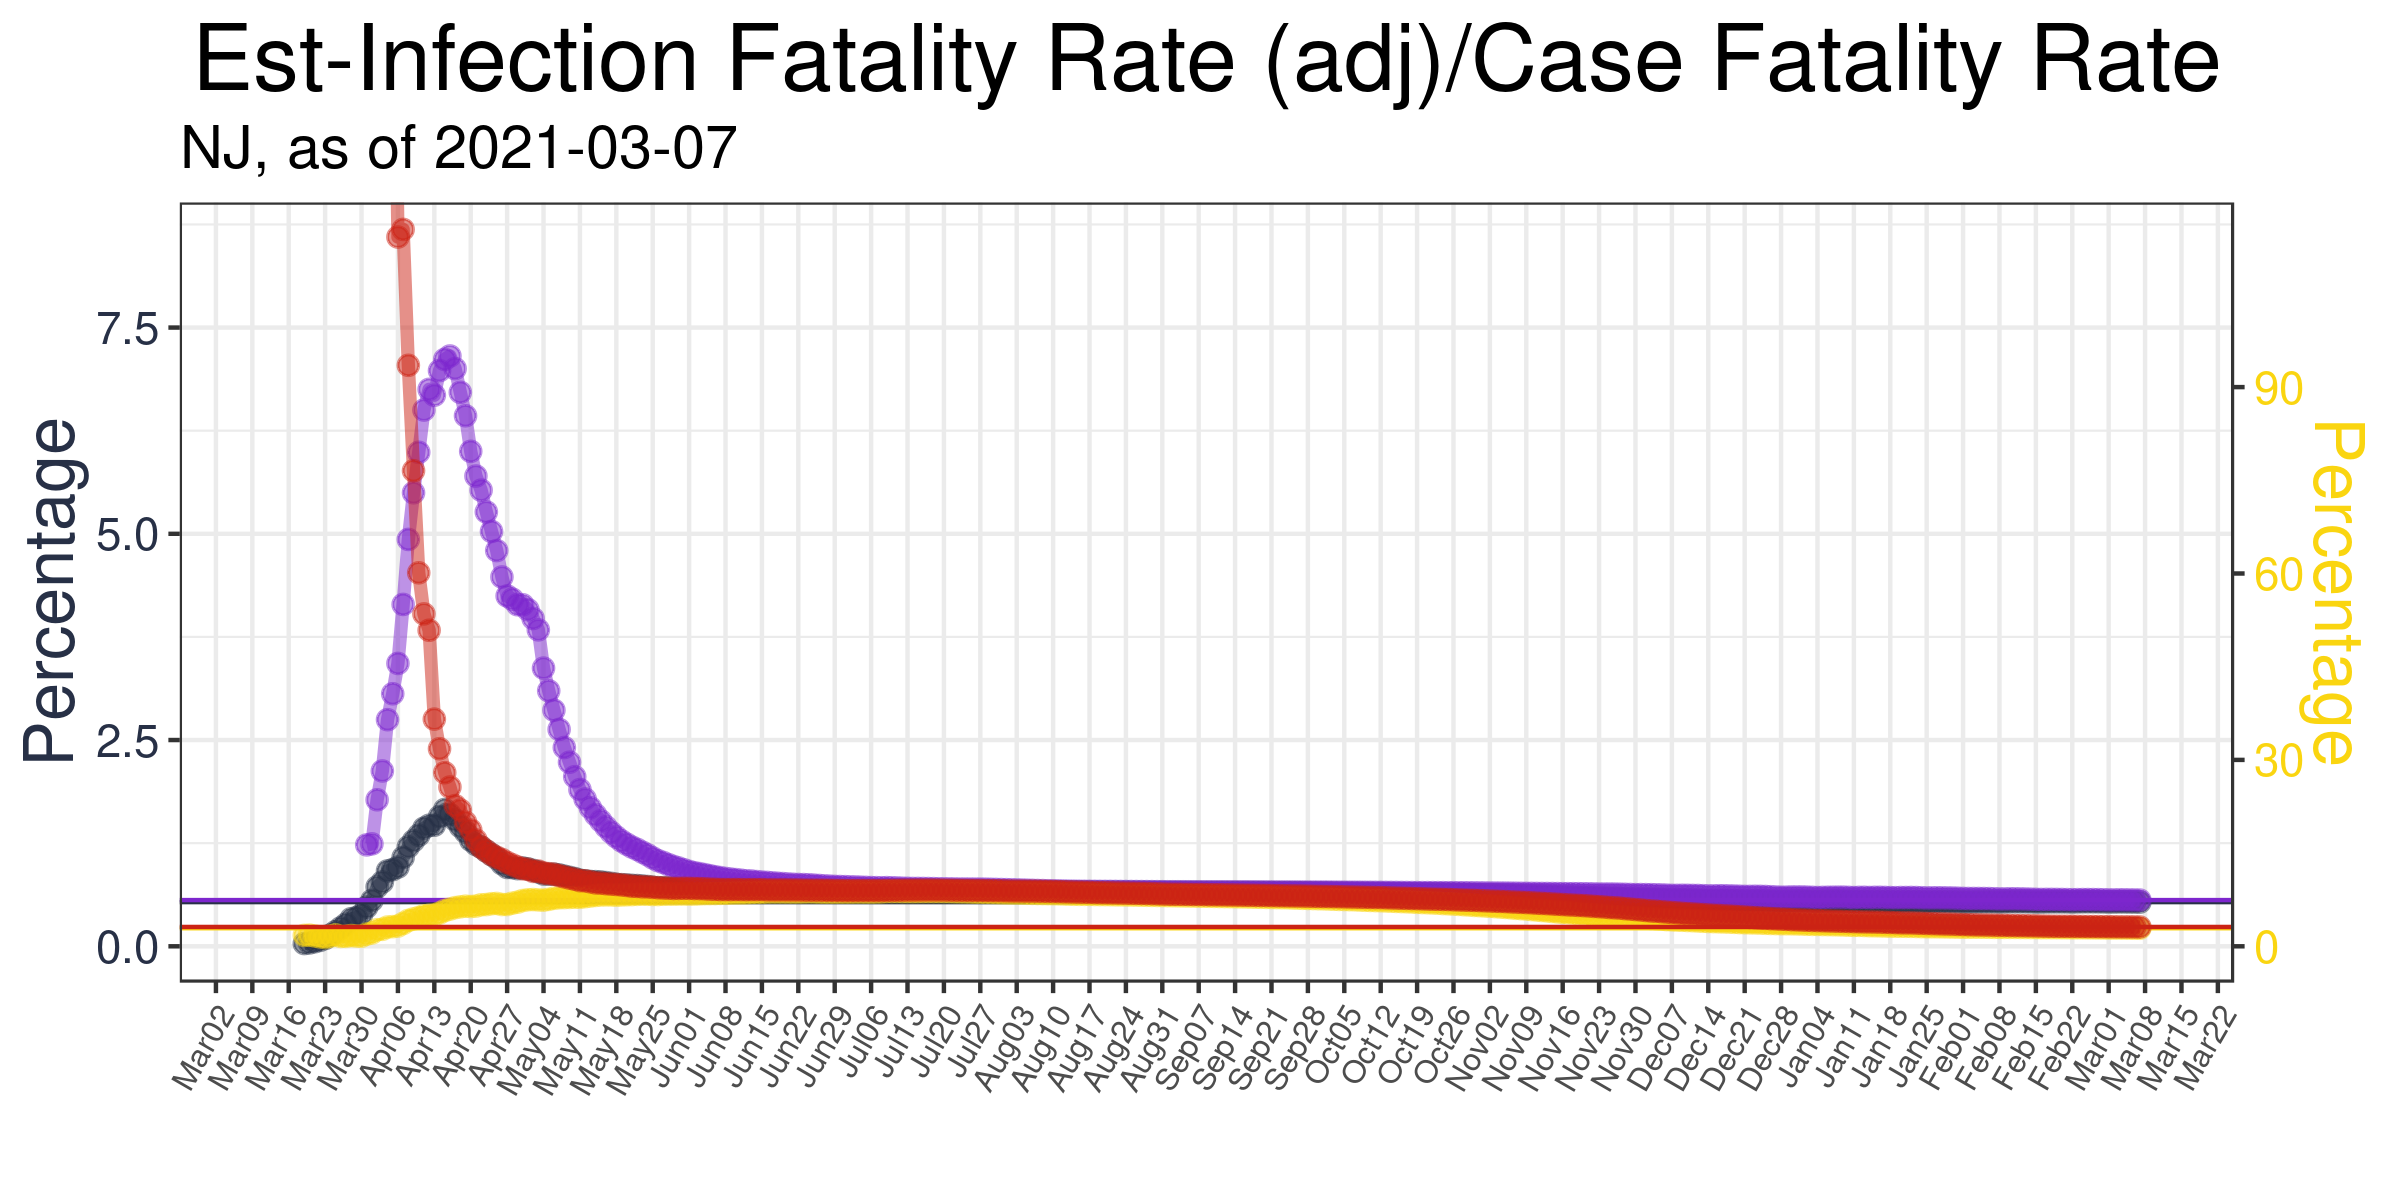 Est-Infection Fatality Rate (adj)/Case Fatality Rate
NJ, as of 2021-03-07
Percentage
7.5
5.0
2.5
0.0
90
60
30
0
Percentage
Mar02
Mar09
Mar16
Mar23
Mar30
Apr06
Apr13
Apr20
Apr27
May04
May11
May18
May25
Jun01
Jun08
Jun15
Jun22
Jun29
Jul06
Jul13
Jul20
Jul27
Aug03
Aug10
Aug17
Aug24
Aug31
Sep07
Sep14
Sep21
Sep28
Oct05
Oct12
Oct19
Oct26
Nov02
Nov09
Nov16
Nov23
Nov30
Dec07
Dec14
Dec21
Dec28
Dec04
Jan11
Jan18
Jan25
Feb01
Feb08
Feb15
Feb22
Mar01
Mar08
Mar15
Mar22